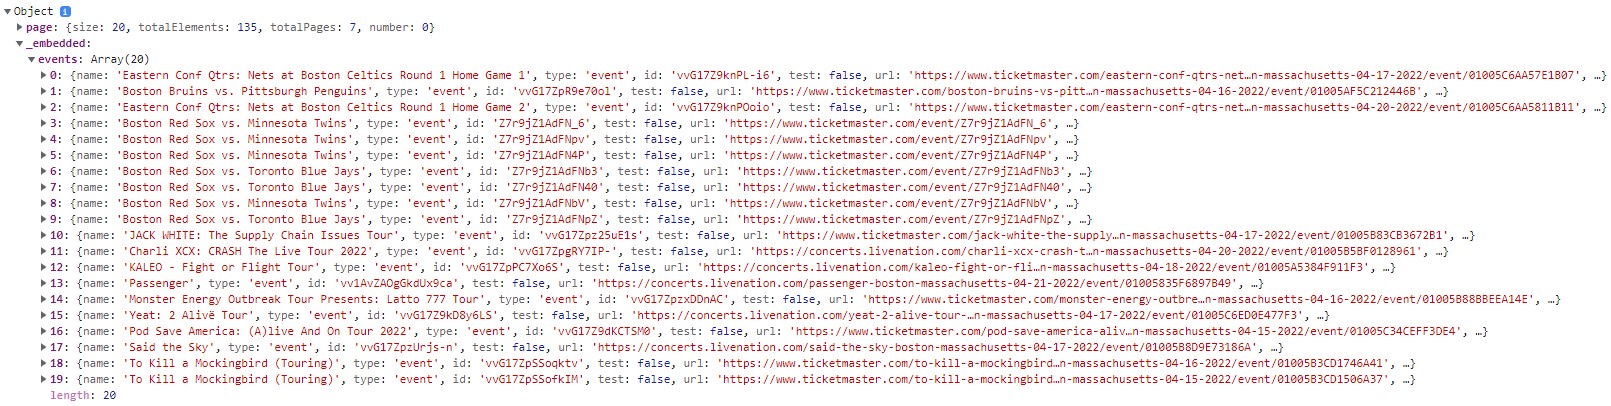 Object i
page: {size: 20, totalElements: 135, totalPages: 7, number: 0}
_embedded:
events: Array(20)
0: {name: 'Eastern Conf Qtrs: Nets at Boston Celtics Round 1 Home Game 1', type: 'event', id: 'vvG17Z9knPL-i6', test: false, url: 'https://www.ticketmaster.com/eastern-conf-qtrs-net…n-massachusetts-04-17-2022/event/01005C6AA57E1B07', …}
1: {name: 'Boston Bruins vs. Pittsburgh Penguins', type: 'event', id: 'vvG17ZpR9e70ol', test: false, url: 'https://www.ticketmaster.com/boston-bruins-vs-pitt…n-massachusetts-04-16-2022/event/01005AF5C212446B', …}
2: {name: 'Eastern Conf Qtrs: Nets at Boston Celtics Round 1 Home Game 2', type: 'event', id: 'vvG17Z9knPOoio', test: false, url: 'https://www.ticketmaster.com/eastern-conf-qtrs-net…n-massachusetts-04-20-2022/event/01005C6AA5811B11', …}
3: {name: 'Boston Red Sox vs. Minnesota Twins', type: 'event', id: 'Z7r9jZ1AdFN_6', test: false, url: 'https://www.ticketmaster.com/event/Z7r9jZ1AdFN_6', …}
4: {name: 'Boston Red Sox vs. Minnesota Twins', type: 'event', id: 'Z7r9jZ1AdFNpv', test: false, url: 'https://www.ticketmaster.com/event/Z7r9jZ1AdFNpv', …}
5: {name: 'Boston Red Sox vs. Minnesota Twins', type: 'event', id: 'Z7r9jZ1AdFN4P', test: false, url: 'https://www.ticketmaster.com/event/Z7r9jZ1AdFN4P', …}
6: {name: 'Boston Red Sox vs. Toronto Blue Jays', type: 'event', id: 'Z7r9jZ1AdFNb3', test: false, url: 'https://www.ticketmaster.com/event/Z7r9jZ1AdFNb3', …}
7: {name: 'Boston Red Sox vs. Toronto Blue Jays', type: 'event', id: 'Z7r9jZ1AdFN40', test: false, url: 'https://www.ticketmaster.com/event/Z7r9jZ1AdFN40', …}
8: {name: 'Boston Red Sox vs. Minnesota Twins', type: 'event', id: 'Z7r9jZ1AdFNbV', test: false, url: 'https://www.ticketmaster.com/event/Z7r9jZ1AdFNbV', …}
9: {name: 'Boston Red Sox vs. Toronto Blue Jays', type: 'event', id: 'Z7r9jZ1AdFNpZ', test: false, url: 'https://www.ticketmaster.com/event/Z7r9jZ1AdFNpZ', …}
10: {name: 'JACK WHITE: The Supply Chain Issues Tour', type: 'event', id: 'vvG17Zpz25uE1s', test: false, url: 'https://www.ticketmaster.com/jack-white-the-supply…n-massachusetts-04-17-2022/event/01005B83CB3672B1', …}
11: {name: 'Charli XCX: CRASH The Live Tour 2022', type: 'event', id: 'vvG17ZpgRY7IP-', test: false, url: 'https://concerts.livenation.com/charli-xcx-crash-t…n-massachusetts-04-20-2022/event/01005B5BF0128961', …}
12: {name: 'KALEO - Fight or Flight Tour', type: 'event', id: 'vvG17ZpPC7Xo6S', test: false, url: 'https://concerts.livenation.com/kaleo-fight-or-fli…n-massachusetts-04-18-2022/event/01005A5384F911F3', …}
13: {name: 'Passenger', type: 'event', id: 'vv1AvZAOgGkdUx9ca', test: false, url: 'https://concerts.livenation.com/passenger-boston-massachusetts-04-21-2022/event/01005835F6897B49', …}
14: {name: 'Monster Energy Outbreak Tour Presents: Latto 777 Tour', type: 'event', id: 'vvG17ZpzxDDnAC', test: false, url: 'https://www.ticketmaster.com/monster-energy-outbre…n-massachusetts-04-16-2022/event/01005B88BBEEA14E', …}
15: {name: 'Yeat: 2 Alivë Tour', type: 'event', id: 'vvG17Z9kD8y6LS', test: false, url: 'https://concerts.livenation.com/yeat-2-alive-tour-…n-massachusetts-04-17-2022/event/01005C6ED0E477F3', …}
16: {name: 'Pod Save America: (A)live And On Tour 2022', type: 'event', id: 'vvG17Z9dKCTSM0', test: false, url: 'https://www.ticketmaster.com/pod-save-america-aliv…n-massachusetts-04-15-2022/event/01005C34CEFF3DE4', …}
17: {name: 'Said the Sky', type: 'event', id: 'vvG17ZpzUrjs-n', test: false, url: 'https://concerts.livenation.com/said-the-sky-boston-massachusetts-04-17-2022/event/01005B8D9E73186A', …}
18: {name: 'To Kill a Mockingbird (Touring)', type: 'event', id: 'vvG17ZpSSoqktv', test: false, url: 'https://www.ticketmaster.com/to-kill-a-mockingbird…n-massachusetts-04-16-2022/event/01005B3CD1746A41', …}
19: {name: 'To Kill a Mockingbird (Touring)', type: 'event', id: 'vvG17ZpSSofkIM', test: false, url: 'https://www.ticketmaster.com/to-kill-a-mockingbird…n-massachusetts-04-15-2022/event/01005B3CD1506A37', …}
length: 20